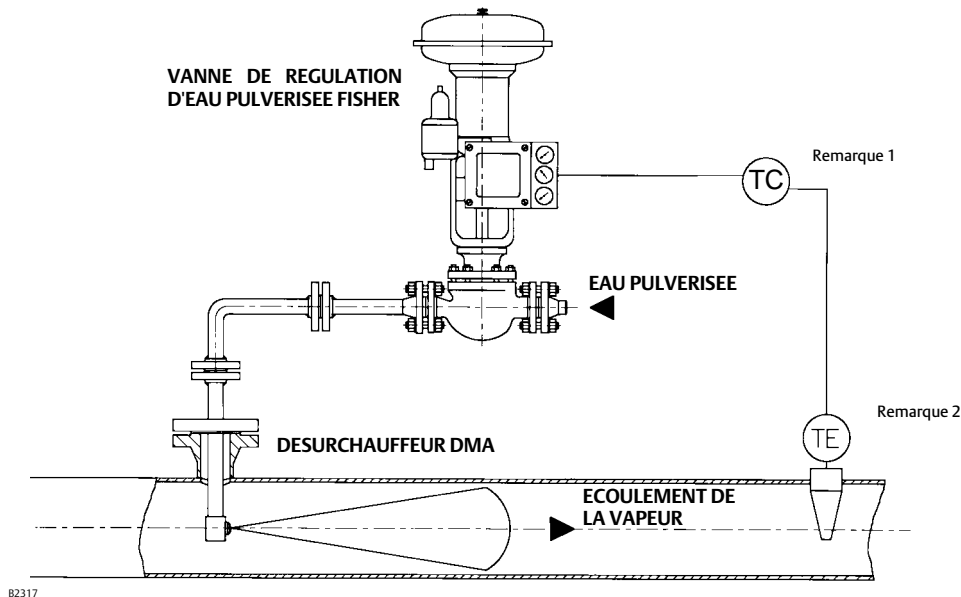 VANNE DE REGULATION
D'EAU PULVERISEE FISHER
Remarque 1
TC
EAU PULVERISEE
Remarque 2
TE
DESURCHAUFFEUR DMA
ECOULEMENT DE
LA VAPEUR
B2317